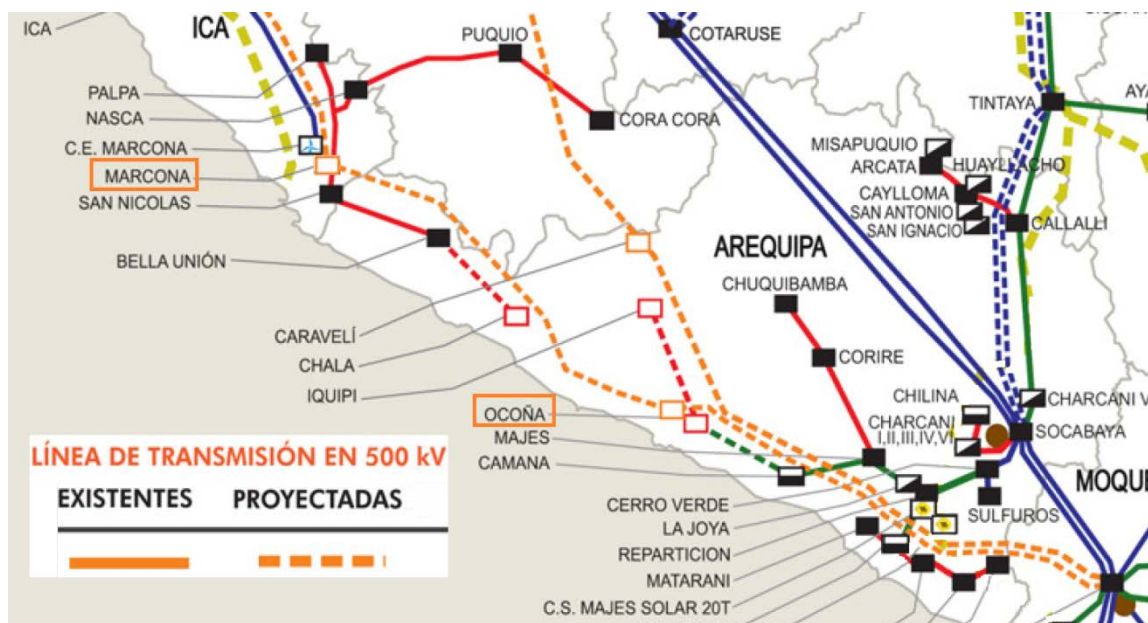 ICA
ICA
PUQUIO
COTARUSE
PALPA
NASCA
TINTAYA
CORA CORA
C.E. MARCONA
MISAPUQUIO
ARCATA
MARCONA
CAYLLOMA
SAN NICOLAS
SAN ANTONIO
SAN IGNACIO
CALLALLI
AREQUIPA
BELLA UNIÓN
CHUQUIBAMBA
CARAVELÍ
CHALA
CORIRE
IQUIPI
CHILINA
CHARCANI V
OCOÑA
CHARCANI
I,II,III,IV,VI
SOCABAYA
MAJES
CAMANA
LÍNEA DE TRANSMISIÓN EN 500 kV
EXISTENTES
PROYECTADAS
CERRO VERDE
MOQUE
LA JOYA
SULFUROS
REPARTICION
MATARANI
C.S. MAJES SOLAR 20T